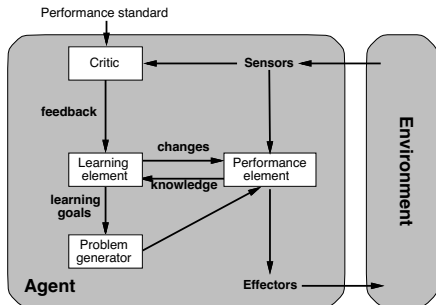 Performance standard
Critic
Sensors
feedback
changes
Learning
element
knowledge
Performance
element
learning
goals
Problem
generator
Agent
Effectors
Environment